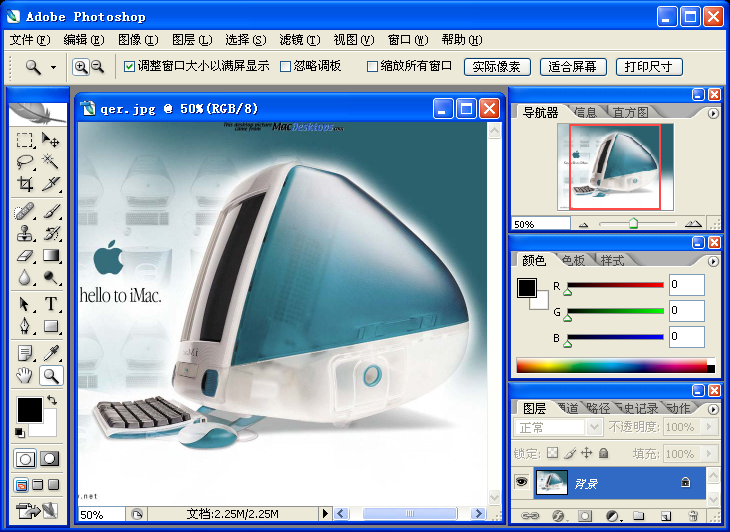 Adobe Photoshop
文件(F) 编辑(E) 图像(I) 图层(L) 选择(S) 滤镜(T) 视图(V) 窗口(W) 帮助(H)
调整窗口大小以满屏显示 忽略调板 缩放所有窗口 实际像素 适合屏幕 打印尺寸
qer.jpg @ 50%(RGB/8)
This desktop picture
came from MacDesktops.com
hello to iMac.
.net
50% 文档:2.25M/2.25M
导航器 信息 直方图
50%
颜色 色板 样式
R 0
G 0
B 0
图层 通道 路径 历史记录 动作
正常 不透明度: 100%
锁定: 填充: 100%
背景
T